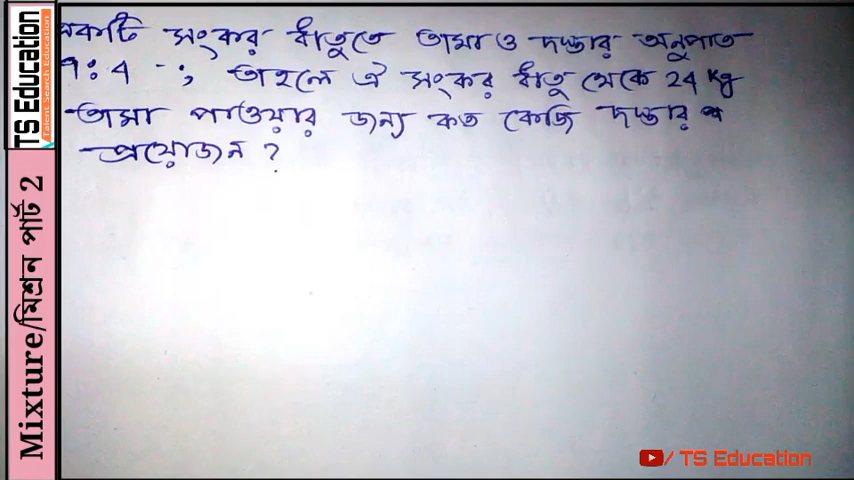 একটি সংকর ধাতুতে তামা ও দস্তার অনুপাত
9:4 -; তাহলে ঐ সংকর ধাতু থেকে 24 kg
তামা পাওয়ার জন্য কত কেজি দস্তার
প্রয়োজন ?
TS Education
Talent Search Education
Mixture/মিশ্রন পার্ট 2
/ TS Education